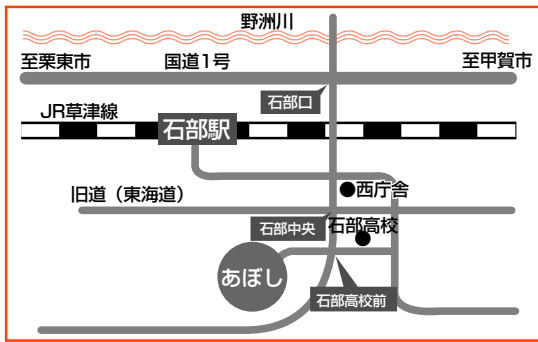 野洲川
至栗東市
国道1号
至甲賀市
石部口
JR草津線
石部駅
●西庁舎
旧道（東海道）
石部中央
石部高校
あぼし
石部高校前